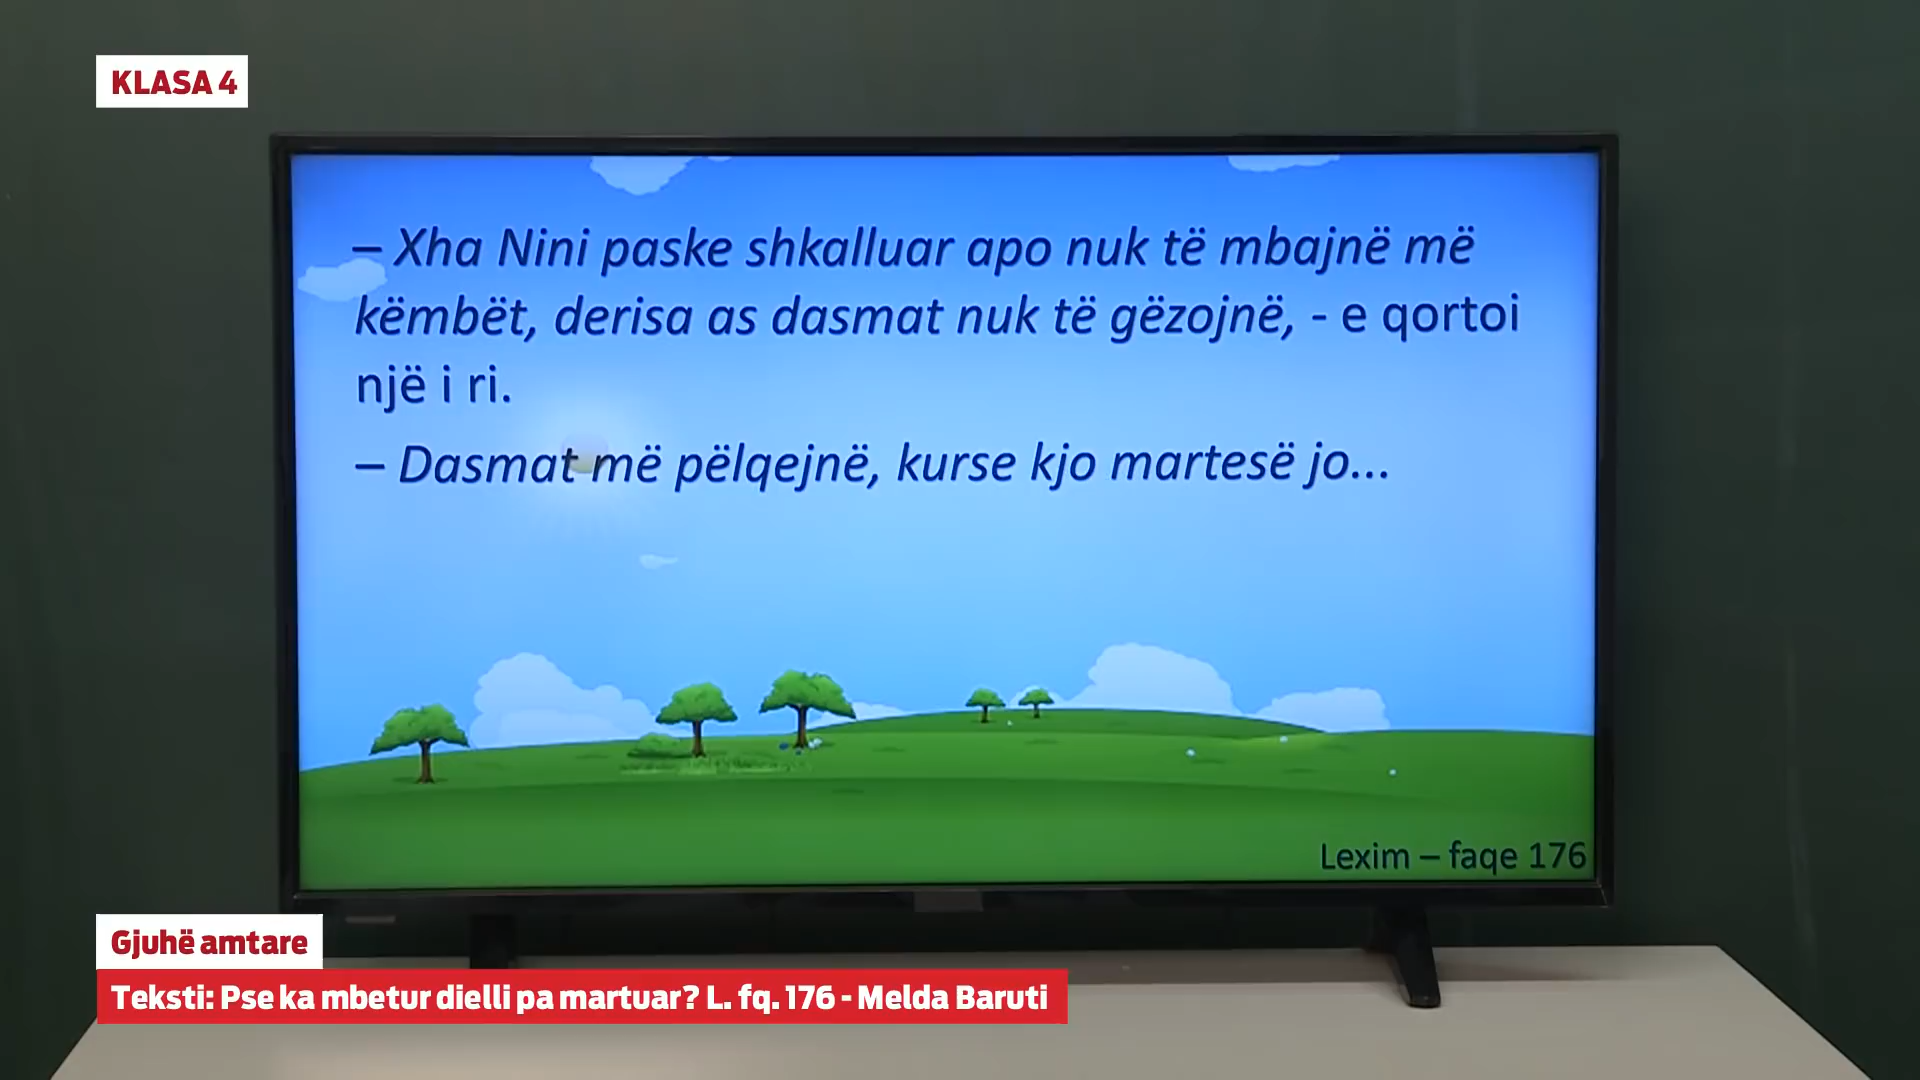 KLASA 4
– Xha Nini paske shkalluar apo nuk të mbajnë më
këmbët, derisa as dasmat nuk të gëzojnë, - e qortoi
një i ri.
– Dasmat më pëlqejnë, kurse kjo martesë jo...
Lexim – faqe 176
Gjuhë amtare
Teksti: Pse ka mbetur dielli pa martuar? L. fq. 176 - Melda Baruti